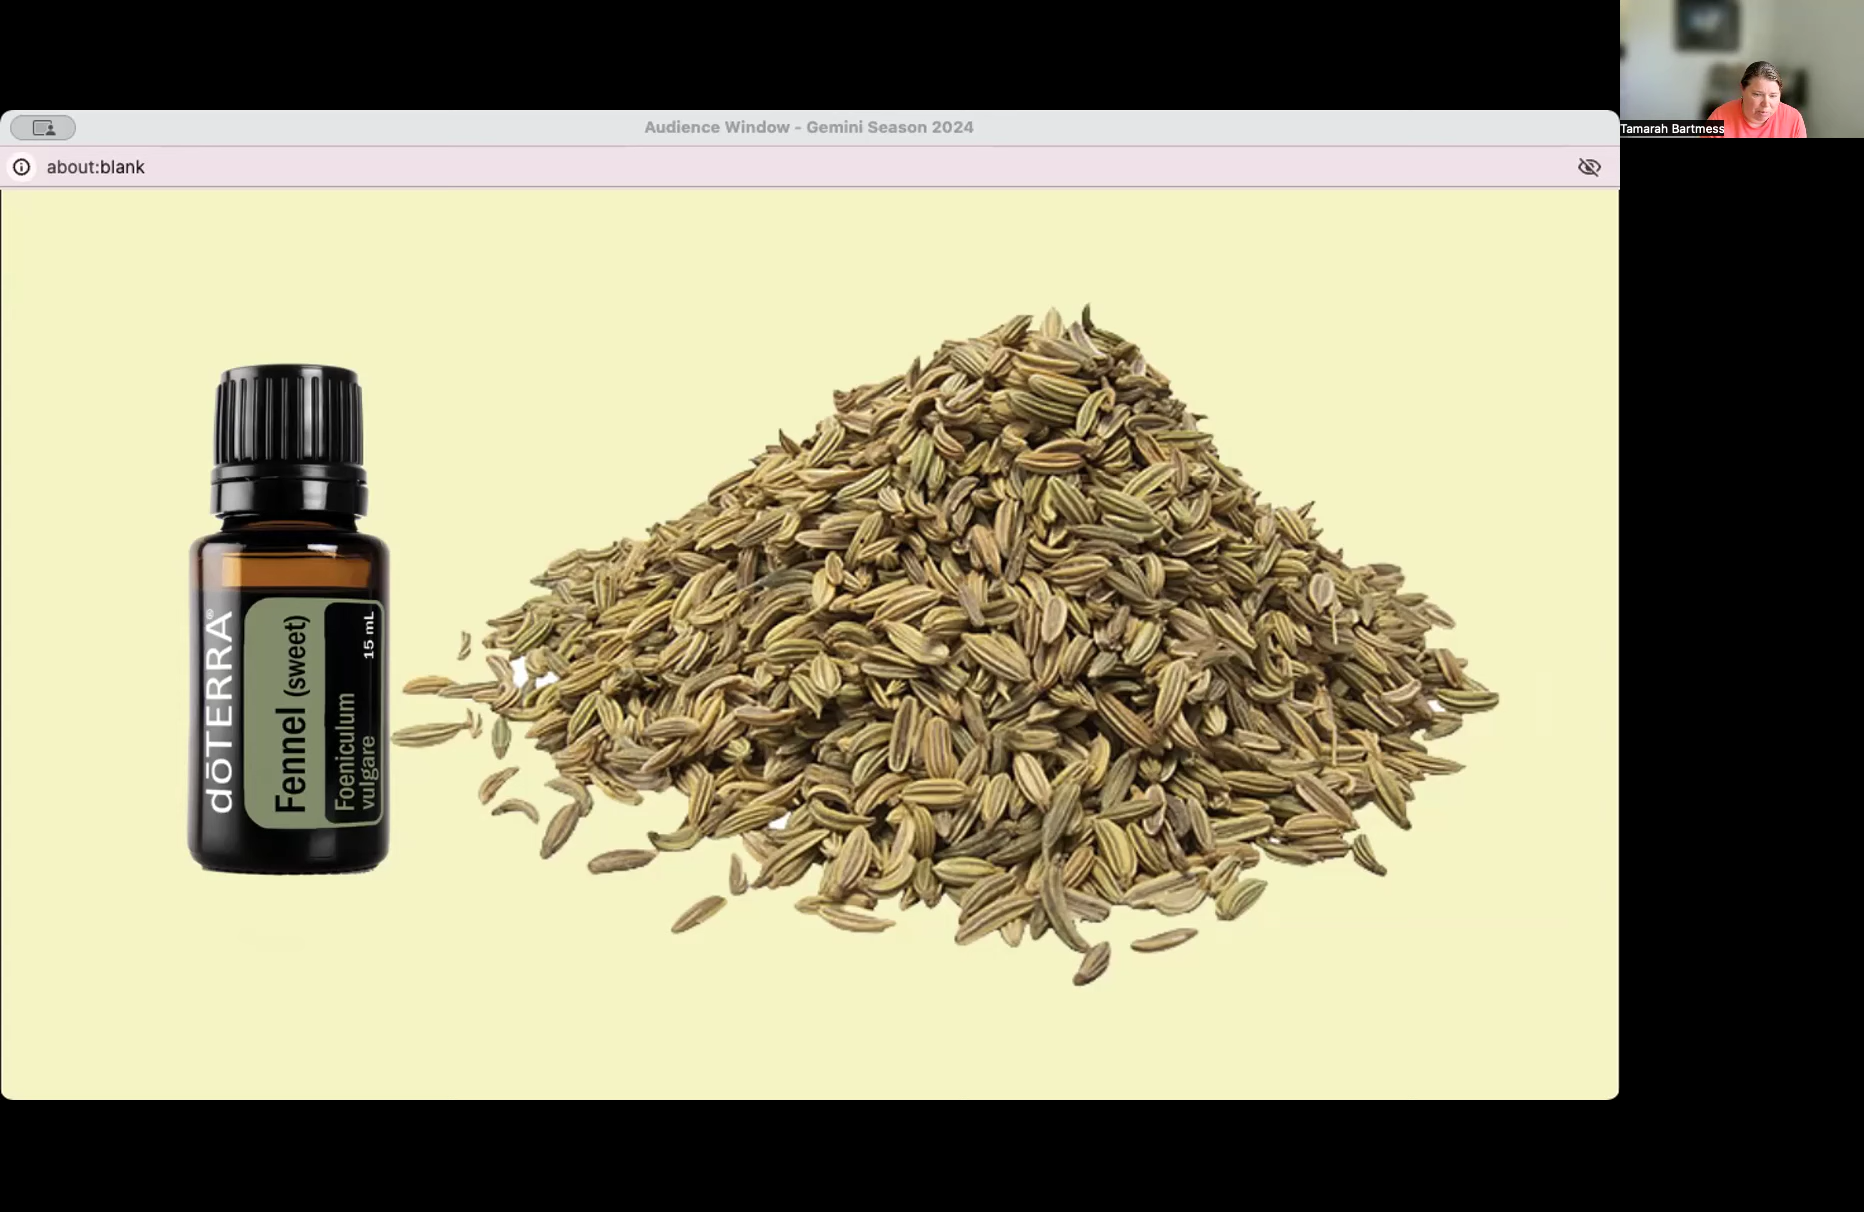 Audience Window - Gemini Season 2024
about:blank
Tamarah Bartmess
dōTERRA®
Fennel (sweet)
Foeniculum
vulgare
15 mL